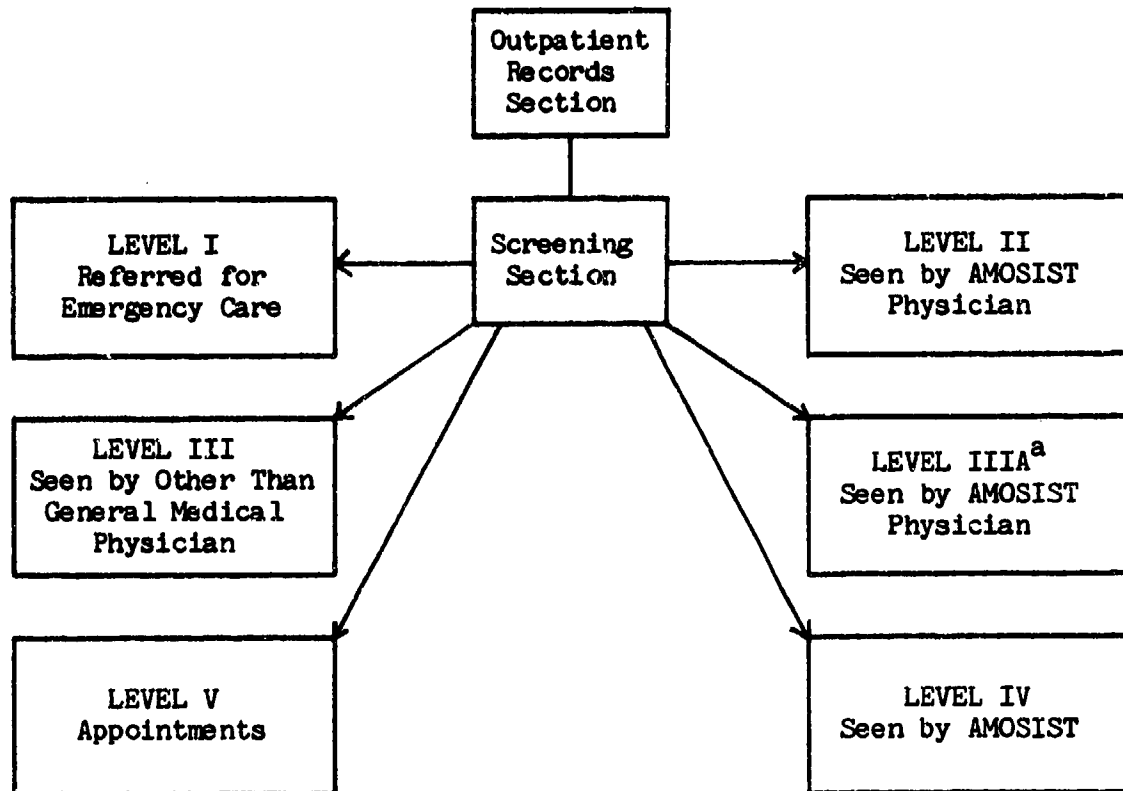 Outpatient
Records
Section
LEVEL I
Referred for
Emergency Care
Screening
Section
LEVEL II
Seen by AMOSIST
Physician
LEVEL III
Seen by Other Than
General Medical
Physician
LEVEL IIIA^a
Seen by AMOSIST
Physician
LEVEL V
Appointments
LEVEL IV
Seen by AMOSIST